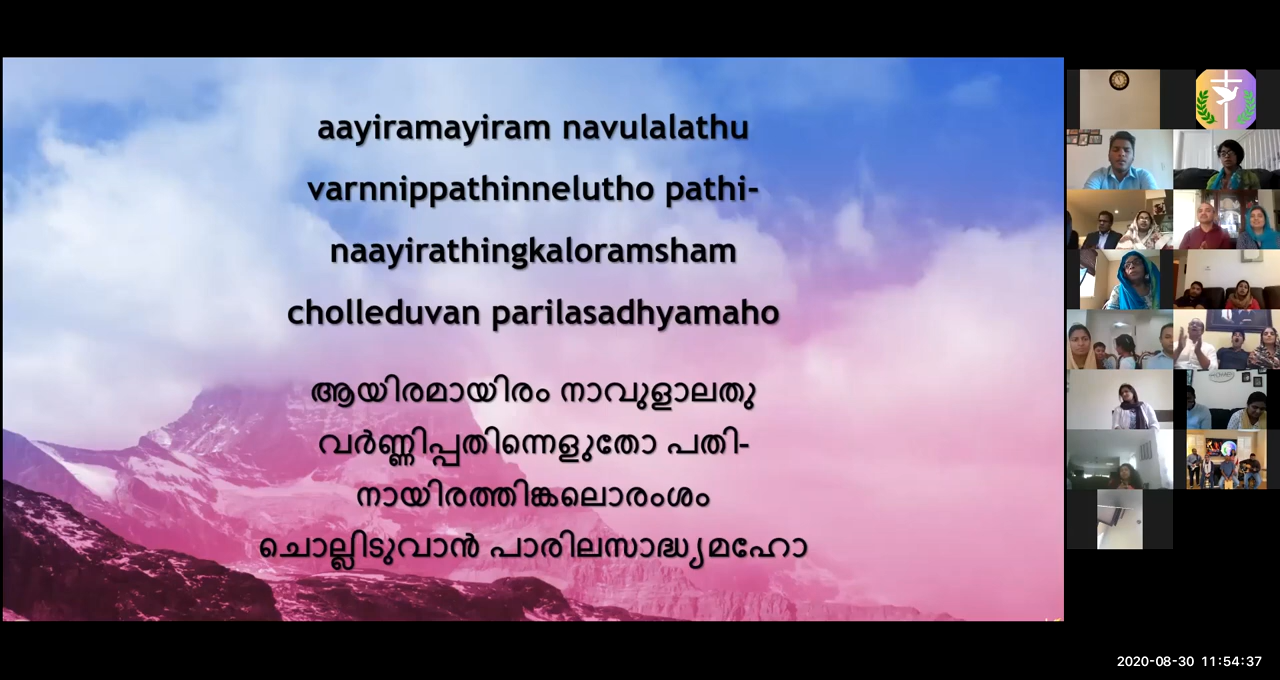 aayiramayiram navulalathu
varnnippathinnelutho pathi-
naayirathingkaloramsham
cholleduvan parilasadhyamaho
ആയിരമായിരം നാവുളാലതു
വർണ്ണിപ്പതിന്നെളുതോ പതി-
നായിരത്തിങ്കലൊരംശം
ചൊല്ലിടുവാൻ പാരിലസാദ്ധ്യമഹോ
2020-08-30 11:54:37